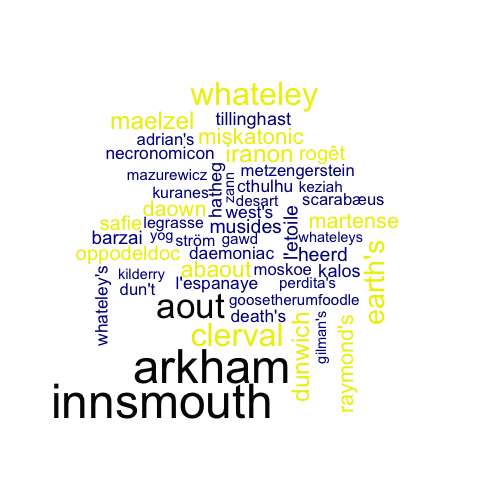 whateley
maelzel tillinghast
adrian's miskatonic
necronomicon iranon rogêt
mazurewicz hatheg zann metzengerstein
kuranes cthulhu keziah
desart scarabæus
daown west's
safie legrasse musides l'etoile martense
barzai yog ström gawd whateleys
oppodeldoc daemoniac heerd earth's
whateley's kilderry abaout moskoe kalos
dun't l'espanaye perdita's
aout goosetherumfoodle
death's gilman's
clerval dunwich raymond's
arkham
innsmouth